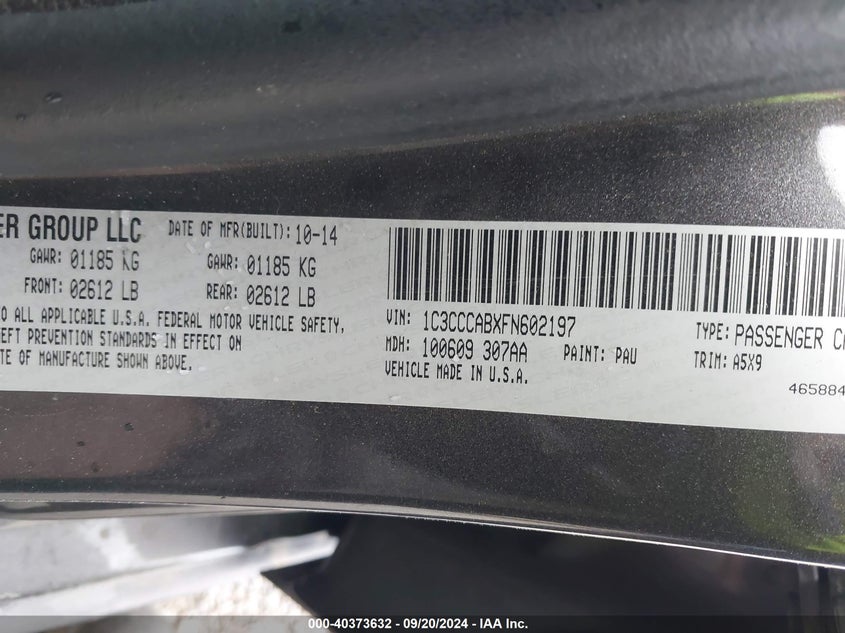 ER GROUP LLC
DATE OF MFR(BUILT): 10-14
GAWR: 01185 KG
GAWR: 01185 KG
FRONT: 02612 LB
REAR: 02612 LB
TO ALL APPLICABLE U.S.A. FEDERAL MOTOR VEHICLE SAFETY,
EFT PREVENTION STANDARDS IN EFFECT ON
TE OF MANUFACTURE SHOWN ABOVE.
VIN: 1C3CCCABXFN602197
TYPE: PASSENGER CA
MDH: 100609 307AA
PAINT: PAU
TRIM: A5X9
VEHICLE MADE IN U.S.A.
465884
000-40373632 - 09/20/2024 - IAA Inc.